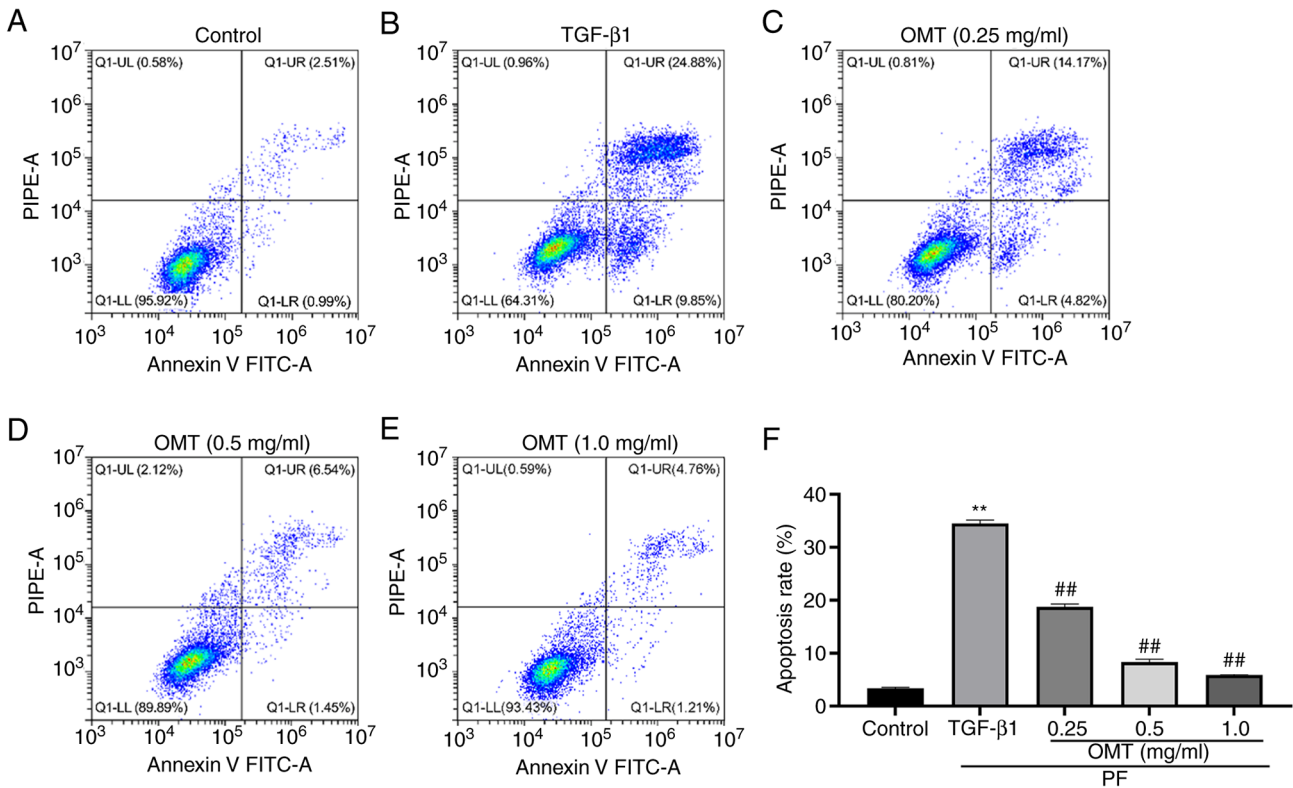 A
Control
10⁷
10⁶
10⁵
10⁴
10³
PIPE-A
Q1-UL (0.58%)
Q1-UR (2.51%)
Q1-LL (95.92%)
Q1-LR (0.99%)
10³ 10⁴ 10⁵ 10⁶ 10⁷
Annexin V FITC-A
B
TGF-β1
10⁷
10⁶
10⁵
10⁴
10³
PIPE-A
Q1-UL (0.96%)
Q1-UR (24.88%)
Q1-LL (64.31%)
Q1-LR (9.85%)
10³ 10⁴ 10⁵ 10⁶ 10⁷
Annexin V FITC-A
C
OMT (0.25 mg/ml)
10⁷
10⁶
10⁵
10⁴
10³
PIPE-A
Q1-UL (0.81%)
Q1-UR (14.17%)
Q1-LL (80.20%)
Q1-LR (4.82%)
10³ 10⁴ 10⁵ 10⁶ 10⁷
Annexin V FITC-A
D
OMT (0.5 mg/ml)
10⁷
10⁶
10⁵
10⁴
10³
PIPE-A
Q1-UL (2.12%)
Q1-UR (6.54%)
Q1-LL (89.89%)
Q1-LR (1.45%)
10³ 10⁴ 10⁵ 10⁶ 10⁷
Annexin V FITC-A
E
OMT (1.0 mg/ml)
10⁷
10⁶
10⁵
10⁴
10³
PIPE-A
Q1-UL(0.59%)
Q1-UR(4.76%)
Q1-LL(93.43%)
Q1-LR(1.21%)
10³ 10⁴ 10⁵ 10⁶ 10⁷
Annexin V FITC-A
F
Apoptosis rate (%)
40
30
20
10
0
**
##
##
##
Control TGF-β1 0.25 0.5 1.0
OMT (mg/ml)
PF